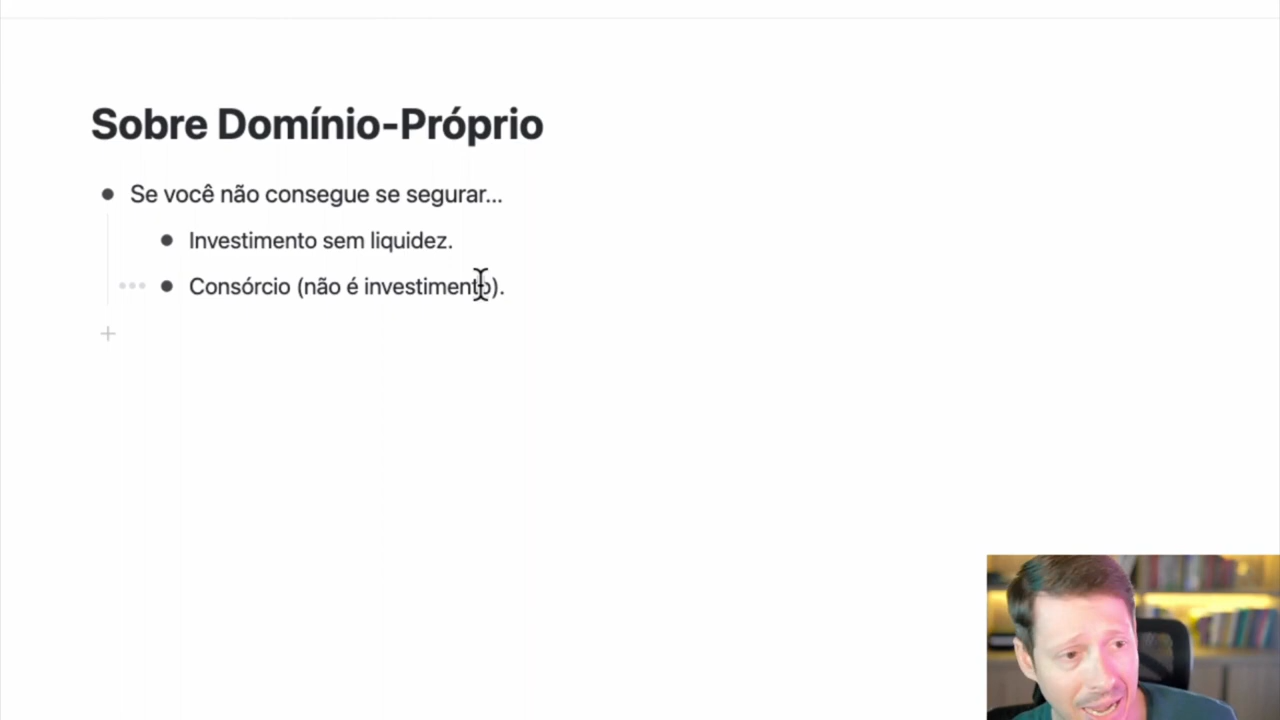 Sobre Domínio-Próprio
Se você não consegue se segurar...
Investimento sem liquidez.
Consórcio (não é investimento).